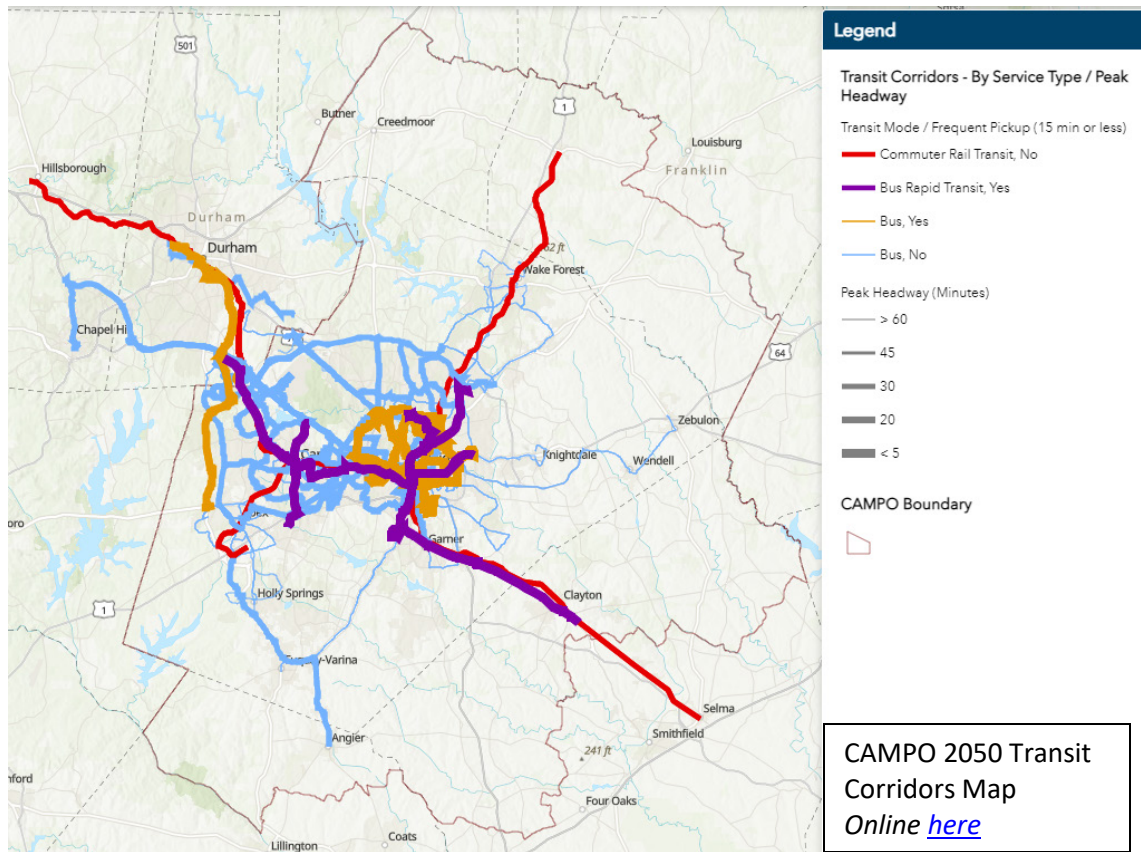 501
1
Butner
Creedmoor
Louisburg
Franklin
Hillsborough
Durham
Durham
Wake Forest
Chapel Hi
64
Zebulon
Knightdale
Wendell
Garner
Clayton
1
Holly Springs
Angier
Selma
Smithfield
241 ft
Four Oaks
Coats
Lillington
Legend
Transit Corridors - By Service Type / Peak
Headway
Transit Mode / Frequent Pickup (15 min or less)
Commuter Rail Transit, No
Bus Rapid Transit, Yes
Bus, Yes
Bus, No
Peak Headway (Minutes)
> 60
45
30
20
< 5
CAMPO Boundary
CAMPO 2050 Transit
Corridors Map
Online here